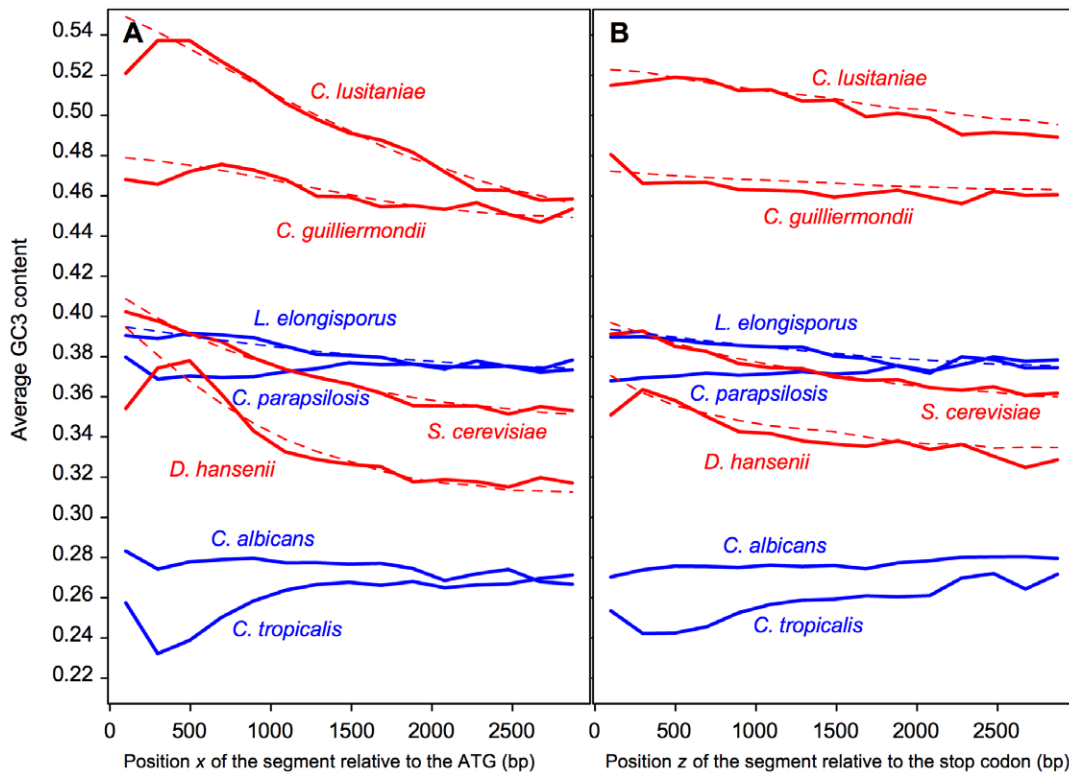 A
B
Average GC3 content
0.54
0.52
0.50
0.48
0.46
0.44
0.42
0.40
0.38
0.36
0.34
0.32
0.30
0.28
0.26
0.24
0.22
C. lusitaniae
C. guilliermondii
L. elongisporus
C. parapsilosis
S. cerevisiae
D. hansenii
C. albicans
C. tropicalis
C. lusitaniae
C. guilliermondii
L. elongisporus
C. parapsilosis
S. cerevisiae
D. hansenii
C. albicans
C. tropicalis
0 500 1000 1500 2000 2500
0 500 1000 1500 2000 2500
Position x of the segment relative to the ATG (bp)
Position z of the segment relative to the stop codon (bp)